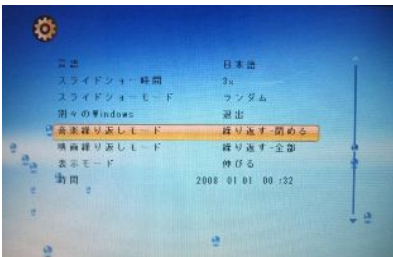 言語 日本語
スライドショー時間 3s
スライドショーモード ランダム
別々のWindows 退出
音楽繰り返しモード 繰り返す-閉める
映画繰り返しモード 繰り返す-全部
表示モード 伸びる
時間 2008 01 01 00:32